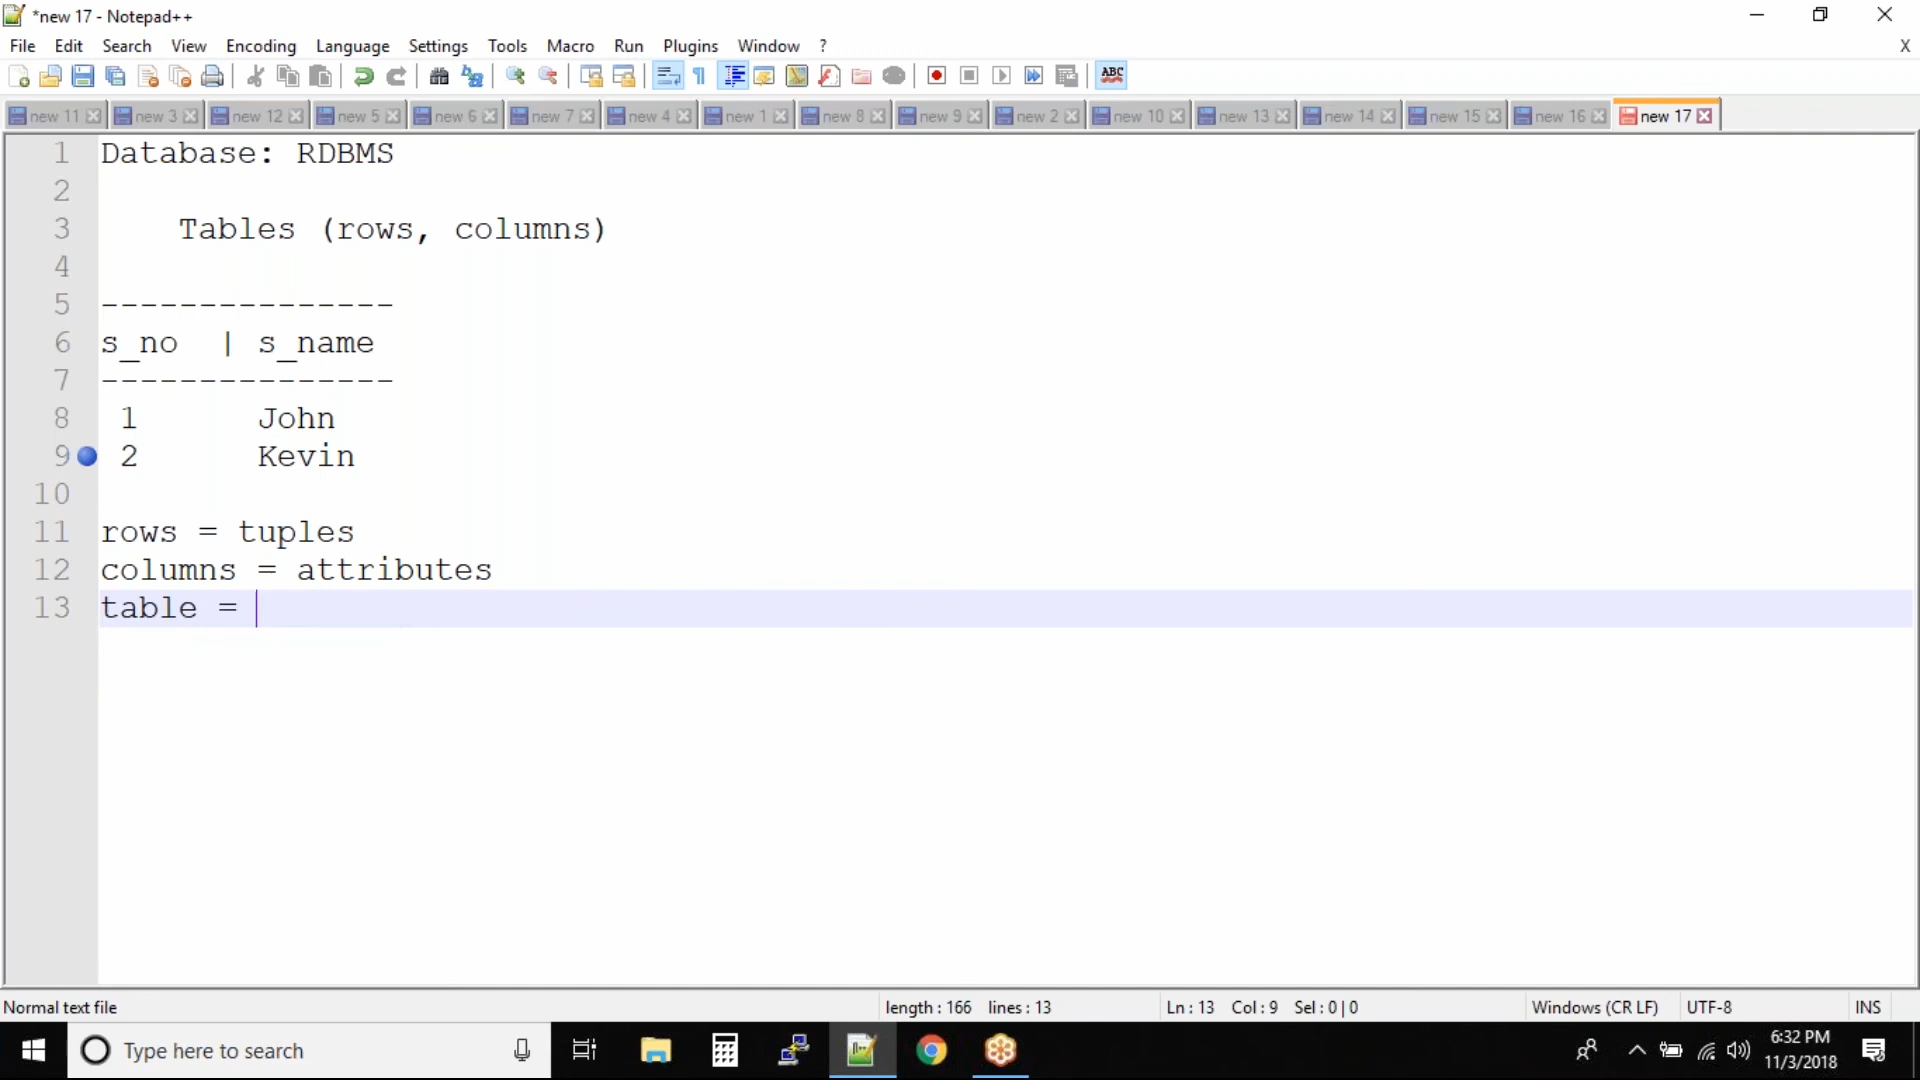 *new 17 - Notepad++
File Edit Search View Encoding Language Settings Tools Macro Run Plugins Window ? X
ABC
new 11 new 3 new 12 new 5 new 6 new 7 new 4 new 1 new 8 new 9 new 2 new 10 new 13 new 14 new 15 new 16 new 17
1 Database: RDBMS
2
3 Tables (rows, columns)
4
5 ---------------
6 s_no | s_name
7 ---------------
8 1 John
9 2 Kevin
10
11 rows = tuples
12 columns = attributes
13 table =
Normal text file length : 166 lines : 13 Ln : 13 Col : 9 Sel : 0 | 0 Windows (CR LF) UTF-8 INS
Type here to search
6:32 PM
11/3/2018